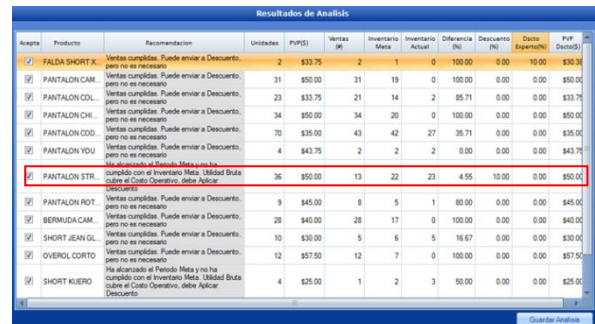 Resultados de Analisis
Acepta Producto Recomendacion Unidades PVP($) Ventas (#) Inventario Meta Inventario Actual Diferencia (%) Descuento (%) Dscto Experto(%) PVP Dscto($)
FALDA SHORT X... Ventas cumplidas. Puede enviar a Descuento, pero no es necesario 2 $33.75 2 1 0 100.00 0.00 10.00 $30.38
PANTALON CAM... Ventas cumplidas. Puede enviar a Descuento, pero no es necesario 31 $50.00 31 19 0 100.00 0.00 0.00 $50.00
PANTALON COL... Ventas cumplidas. Puede enviar a Descuento, pero no es necesario 23 $33.75 21 14 2 85.71 0.00 0.00 $33.75
PANTALON CHI... Ventas cumplidas. Puede enviar a Descuento, pero no es necesario 34 $50.00 34 20 0 100.00 0.00 0.00 $50.00
PANTALON COD... Ventas cumplidas. Puede enviar a Descuento, pero no es necesario 70 $35.00 43 42 27 35.71 0.00 0.00 $35.00
PANTALON YOU Ventas cumplidas. Puede enviar a Descuento, pero no es necesario 4 $43.75 2 2 2 0.00 0.00 0.00 $43.75
PANTALON STR... Ha alcanzado el Periodo Meta y no ha cumplido con el Inventario Meta. Utilidad Bruta cubre el Costo Operativo, debe Aplicar Descuento 36 $50.00 13 22 23 4.55 10.00 0.00 $50.00
PANTALON ROT... Ventas cumplidas. Puede enviar a Descuento, pero no es necesario 9 $45.00 8 5 1 80.00 0.00 0.00 $45.00
BERMUDA CAM... Ventas cumplidas. Puede enviar a Descuento, pero no es necesario 28 $40.00 28 17 0 100.00 0.00 0.00 $40.00
SHORT JEAN GL... Ventas cumplidas. Puede enviar a Descuento, pero no es necesario 10 $30.00 5 6 5 16.67 0.00 0.00 $30.00
OVEROL CORTO Ventas cumplidas. Puede enviar a Descuento, pero no es necesario 12 $57.50 12 7 0 100.00 0.00 0.00 $57.50
SHORT KUERO Ha alcanzado el Periodo Meta y no ha cumplido con el Inventario Meta. Utilidad Bruta cubre el Costo Operativo, debe Aplicar Descuento 4 $25.00 1 2 3 50.00 0.00 0.00 $25.00
Guardar Analisis